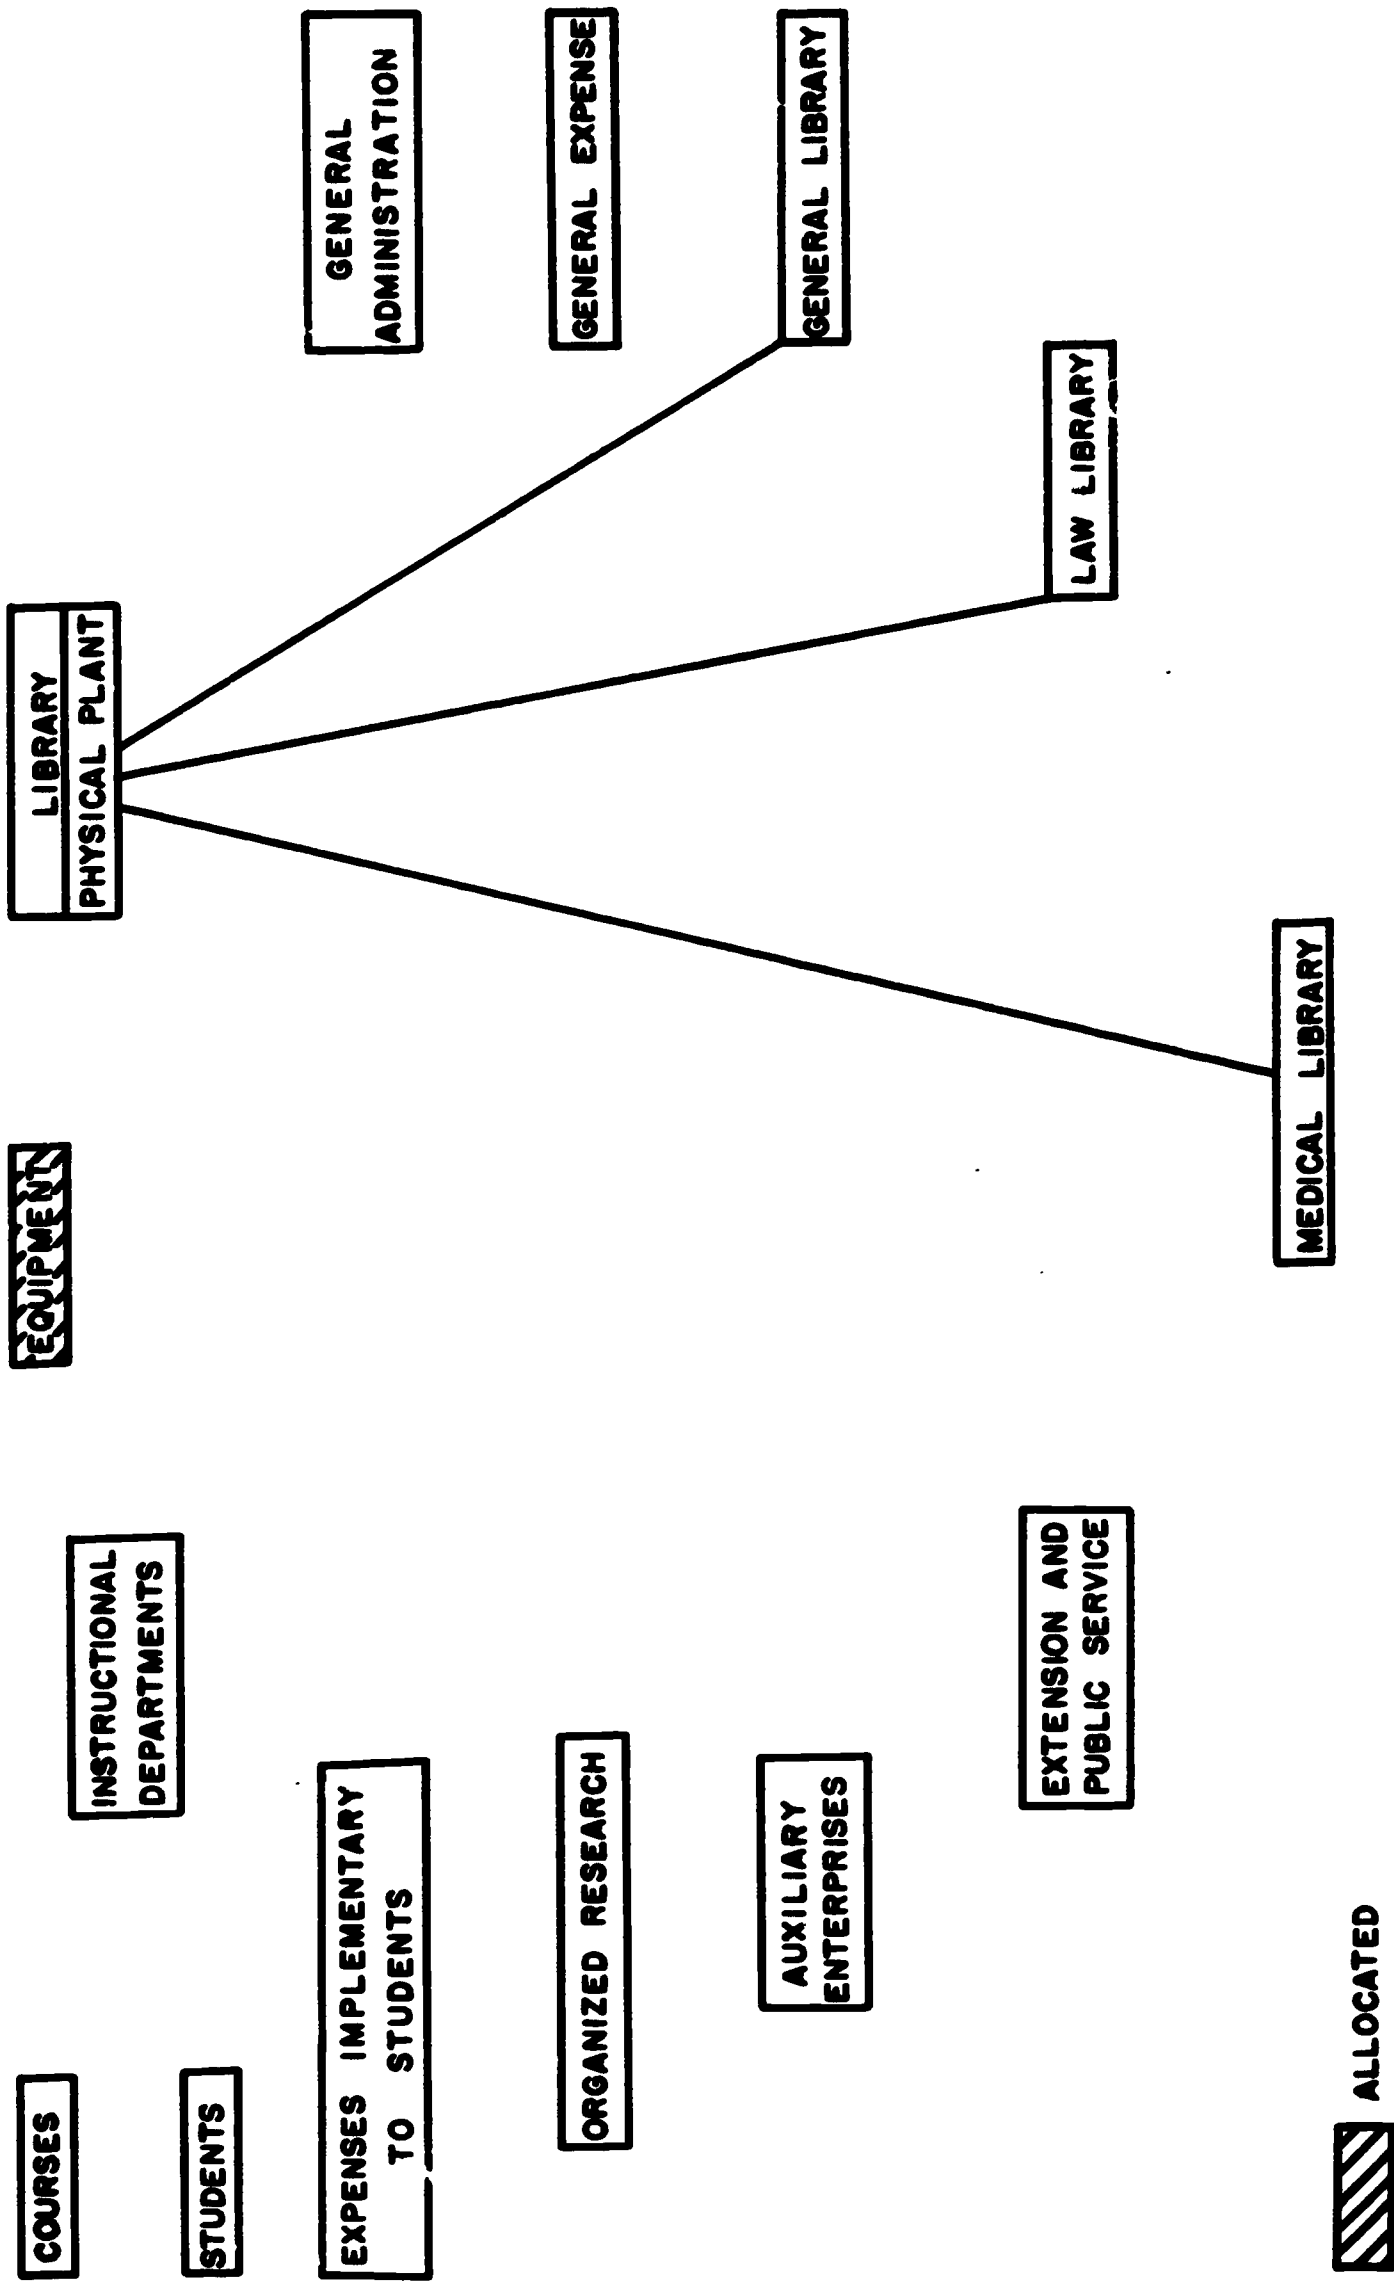 COURSES
STUDENTS
EXPENSES IMPLEMENTARY
TO STUDENTS
ORGANIZED RESEARCH
AUXILIARY
ENTERPRISES
INSTRUCTIONAL
DEPARTMENTS
EXTENSION AND
PUBLIC SERVICE
EQUIPMENT
LIBRARY
PHYSICAL PLANT
MEDICAL LIBRARY
LAW LIBRARY
GENERAL
ADMINISTRATION
GENERAL EXPENSE
GENERAL LIBRARY
ALLOCATED